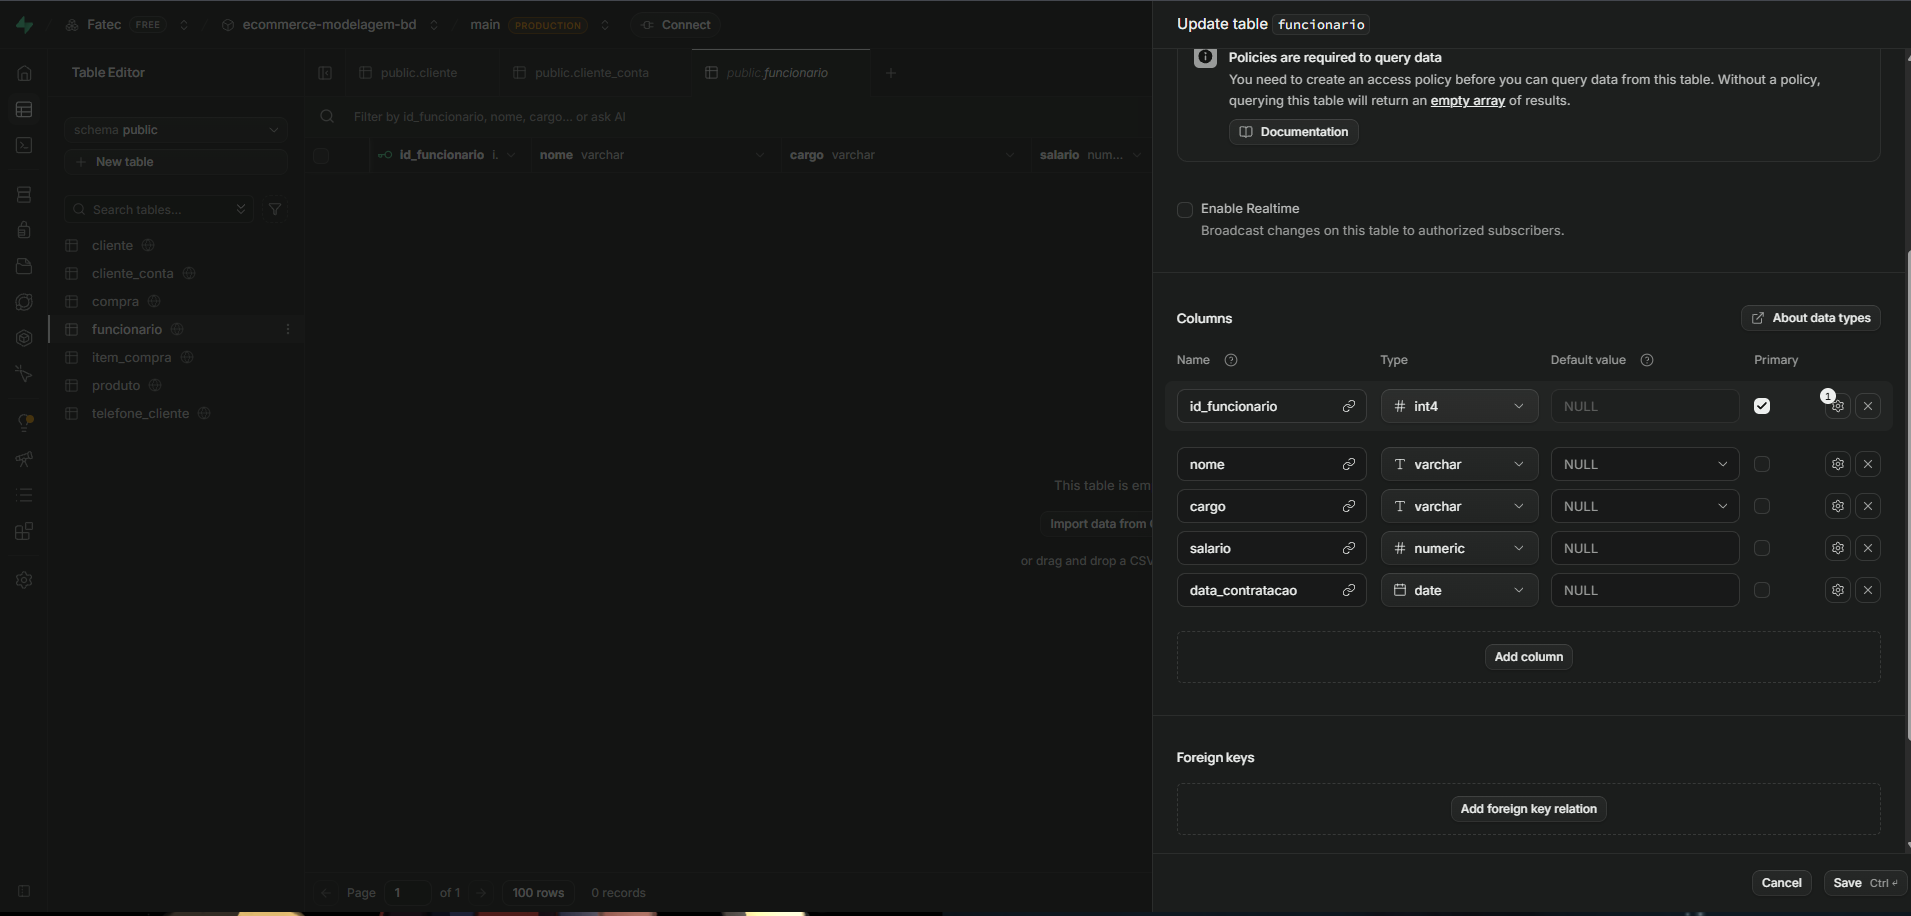 Fatec FREE ecommerce-modelagem-bd main PRODUCTION Connect
Table Editor
public.cliente public.cliente_conta public.funcionario
schema public
New table
Search tables...
cliente
cliente_conta
compra
funcionario
item_compra
produto
telefone_cliente
Filter by id_funcionario, nome, cargo... or ask AI
id_funcionario i. nome varchar cargo varchar salario num...
This table is em
Import data from
or drag and drop a CSV
Page 1 of 1 100 rows 0 records
Update table funcionario
Policies are required to query data
You need to create an access policy before you can query data from this table. Without a policy,
querying this table will return an empty array of results.
Documentation
Enable Realtime
Broadcast changes on this table to authorized subscribers.
Columns About data types
Name Type Default value Primary
id_funcionario # int4 NULL 1
nome T varchar NULL
cargo T varchar NULL
salario # numeric NULL
data_contratacao date NULL
Add column
Foreign keys
Add foreign key relation
Cancel Save Ctrl ↵